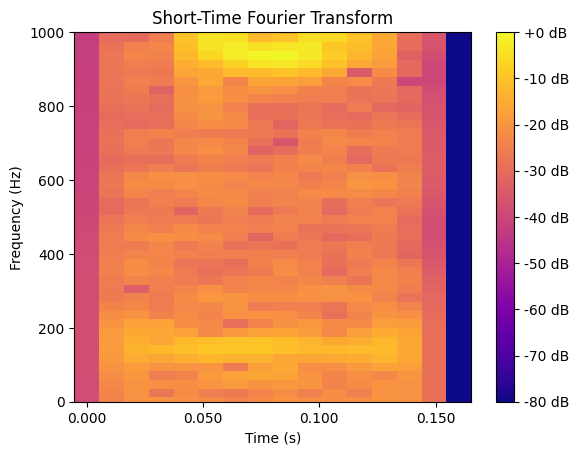 Short-Time Fourier Transform
1000
800
600
400
200
0
Frequency (Hz)
0.000
0.050
0.100
0.150
Time (s)
+0 dB
-10 dB
-20 dB
-30 dB
-40 dB
-50 dB
-60 dB
-70 dB
-80 dB